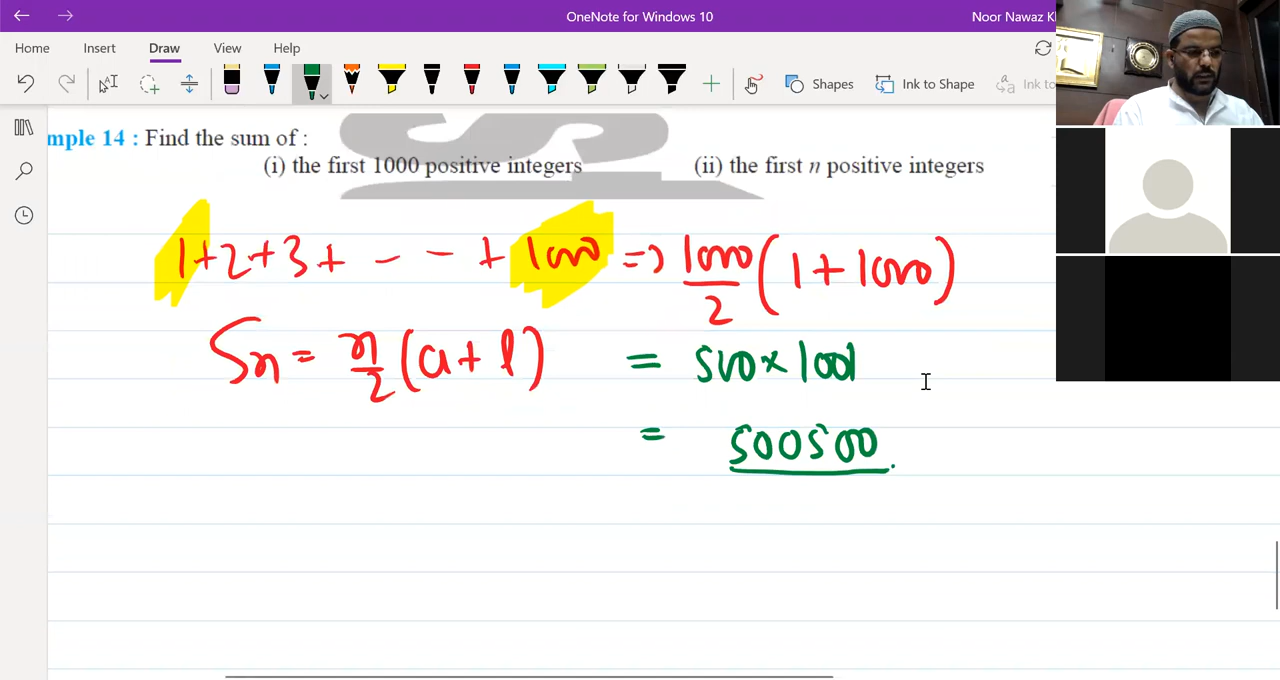 OneNote for Windows 10
Noor Nawaz K
Home Insert Draw View Help
Shapes Ink to Shape Ink to
mple 14 : Find the sum of :
(i) the first 1000 positive integers (ii) the first n positive integers
1+2+3+ - - + 1000 => 1000/2 (1+1000)
Sn = n/2 (a+l) = 500×1001
= 500500